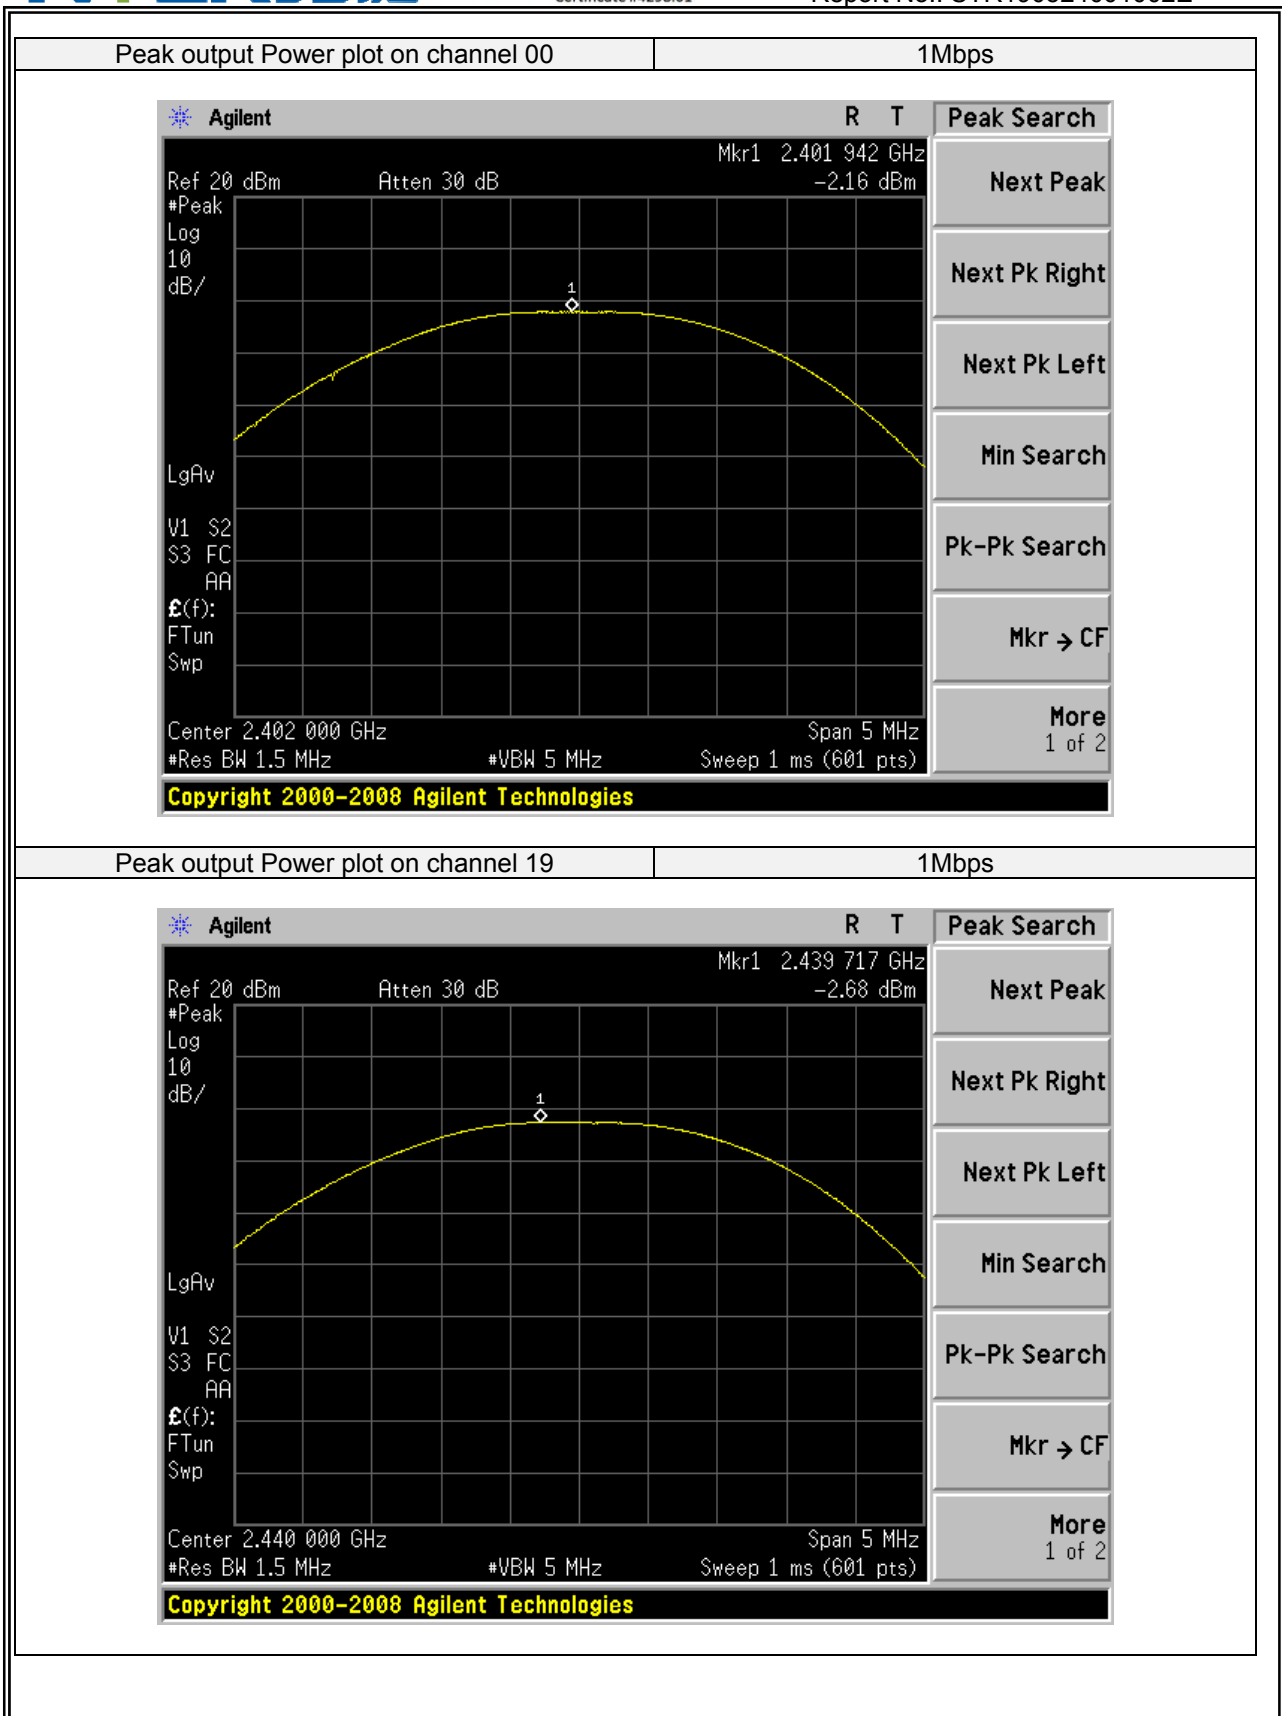 Peak output Power plot on channel 00 1Mbps
Agilent R T Peak Search
Mkr1 2.401 942 GHz
Ref 20 dBm Atten 30 dB -2.16 dBm Next Peak
#Peak
Log
10
dB/ Next Pk Right
1
Next Pk Left
Min Search
LgAv
V1 S2
S3 FC Pk-Pk Search
AA
£(f):
FTun Mkr → CF
Swp
Center 2.402 000 GHz Span 5 MHz More
#Res BW 1.5 MHz #VBW 5 MHz Sweep 1 ms (601 pts) 1 of 2
Copyright 2000-2008 Agilent Technologies
Peak output Power plot on channel 19 1Mbps
Agilent R T Peak Search
Mkr1 2.439 717 GHz
Ref 20 dBm Atten 30 dB -2.68 dBm Next Peak
#Peak
Log
10
dB/ Next Pk Right
1
Next Pk Left
Min Search
LgAv
V1 S2
S3 FC Pk-Pk Search
AA
£(f):
FTun Mkr → CF
Swp
Center 2.440 000 GHz Span 5 MHz More
#Res BW 1.5 MHz #VBW 5 MHz Sweep 1 ms (601 pts) 1 of 2
Copyright 2000-2008 Agilent Technologies